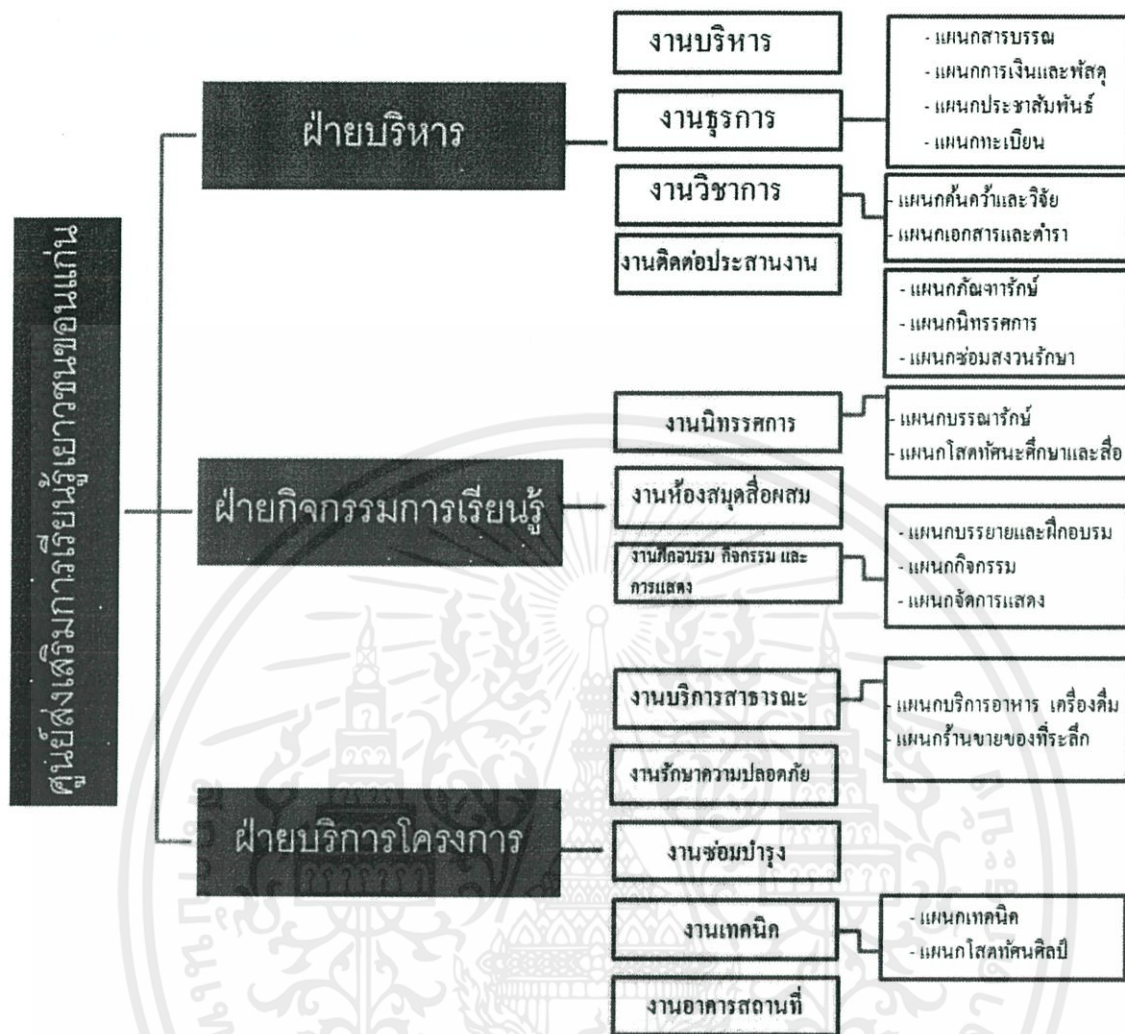 ศูนย์ส่งเสริมการเรียนรู้เยาวชนขอนแก่น
ฝ่ายบริหาร
งานบริหาร
งานธุรการ
- แผนกสารบรรณ
- แผนกการเงินและพัสดุ
- แผนกประชาสัมพันธ์
- แผนกทะเบียน
งานวิชาการ
- แผนกค้นคว้าและวิจัย
- แผนกเอกสารและตำรา
งานติดต่อประสานงาน
- แผนกภัณฑารักษ์
- แผนกนิทรรศการ
- แผนกซ่อมสงวนรักษา
ฝ่ายกิจกรรมการเรียนรู้
งานนิทรรศการ
- แผนกบรรณารักษ์
- แผนกโสตทัศนะศึกษาและสื่อ
งานห้องสมุดสื่อผสม
งานฝึกอบรม กิจกรรม และ
การแสดง
- แผนกบรรยายและฝึกอบรม
- แผนกกิจกรรม
- แผนกจัดการแสดง
ฝ่ายบริการโครงการ
งานบริการสาธารณะ
- แผนกบริการอาหาร เครื่องดื่ม
- แผนกร้านขายของที่ระลึก
งานรักษาความปลอดภัย
งานซ่อมบำรุง
งานเทคนิค
- แผนกเทคนิค
- แผนกโสตทัศนศิลป์
งานอาคารสถานที่